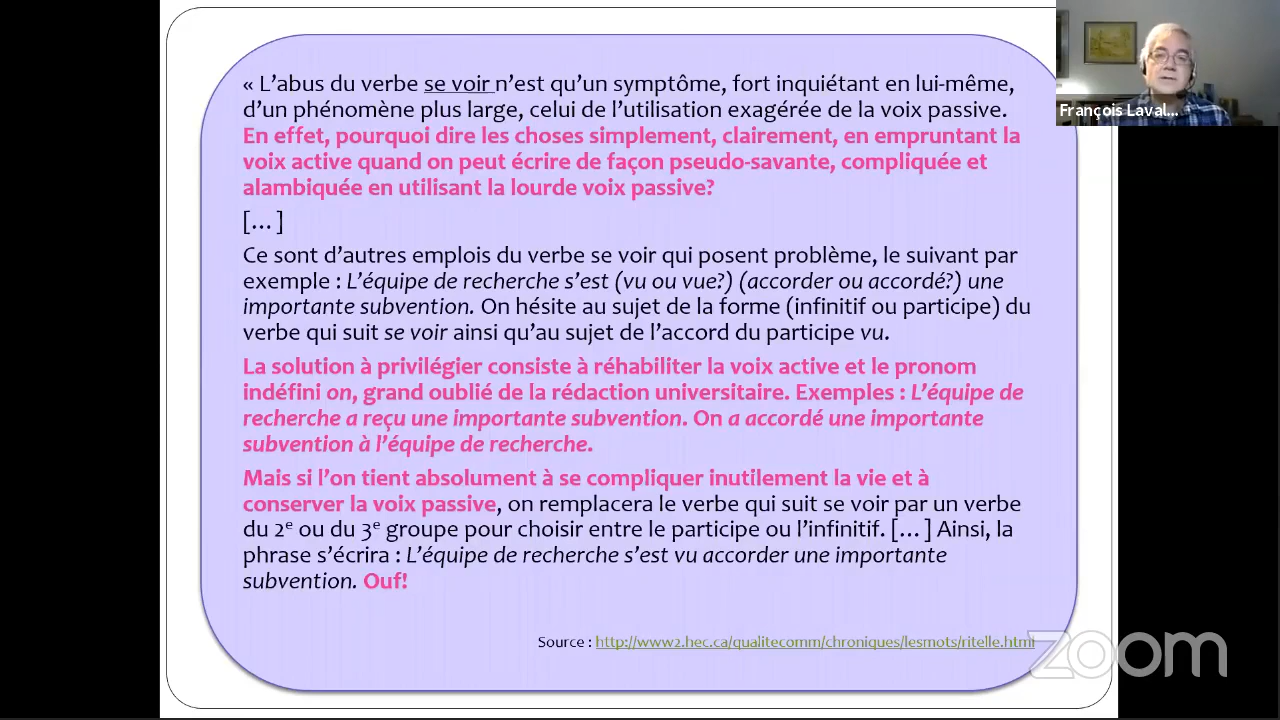 « L’abus du verbe se voir n’est qu’un symptôme, fort inquiétant en lui-même,
d’un phénomène plus large, celui de l’utilisation exagérée de la voix passive.
En effet, pourquoi dire les choses simplement, clairement, en empruntant la
voix active quand on peut écrire de façon pseudo-savante, compliquée et
alambiquée en utilisant la lourde voix passive?
[…]
Ce sont d’autres emplois du verbe se voir qui posent problème, le suivant par
exemple : L’équipe de recherche s’est (vu ou vue?) (accorder ou accordé?) une
importante subvention. On hésite au sujet de la forme (infinitif ou participe) du
verbe qui suit se voir ainsi qu’au sujet de l’accord du participe vu.
La solution à privilégier consiste à réhabiliter la voix active et le pronom
indéfini on, grand oublié de la rédaction universitaire. Exemples : L’équipe de
recherche a reçu une importante subvention. On a accordé une importante
subvention à l’équipe de recherche.
Mais si l’on tient absolument à se compliquer inutilement la vie et à
conserver la voix passive, on remplacera le verbe qui suit se voir par un verbe
du 2e ou du 3e groupe pour choisir entre le participe ou l’infinitif. […] Ainsi, la
phrase s’écrira : L’équipe de recherche s’est vu accorder une importante
subvention. Ouf!
Source : http://www2.hec.ca/qualitecomm/chroniques/lesmots/ritelle.html
François Laval...
zoom